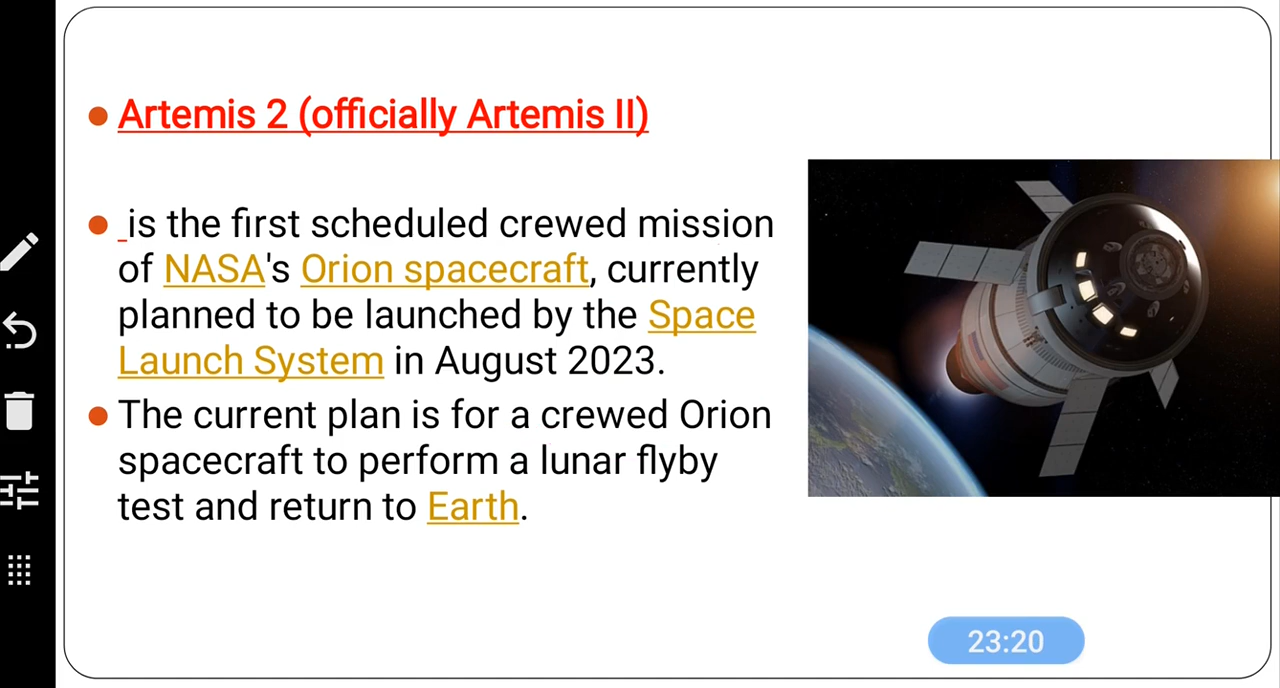 Artemis 2 (officially Artemis II)
_is the first scheduled crewed mission
of NASA's Orion spacecraft, currently
planned to be launched by the Space
Launch System in August 2023.
The current plan is for a crewed Orion
spacecraft to perform a lunar flyby
test and return to Earth.
23:20